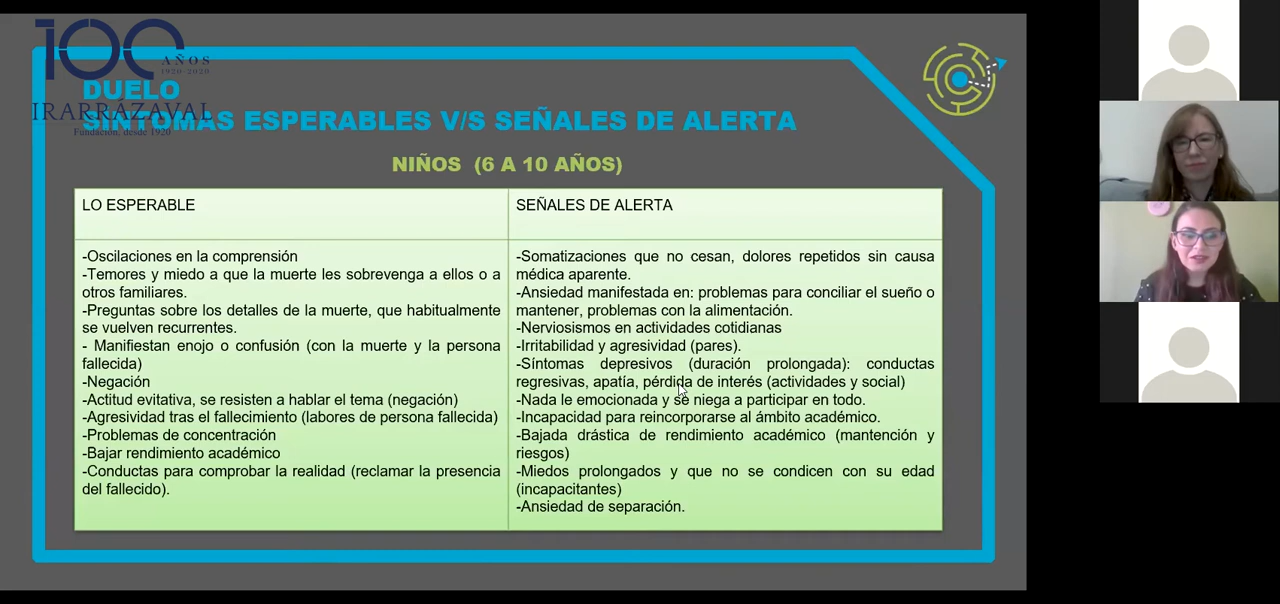 100
AÑOS
1920-2020
IRARRÁZAVAL
Fundación, desde 1920
DUELO
SÍNTOMAS ESPERABLES V/S SEÑALES DE ALERTA
NIÑOS (6 A 10 AÑOS)
LO ESPERABLE
-Oscilaciones en la comprensión
-Temores y miedo a que la muerte les sobrevenga a ellos o a
otros familiares.
-Preguntas sobre los detalles de la muerte, que habitualmente
se vuelven recurrentes.
- Manifiestan enojo o confusión (con la muerte y la persona
fallecida)
-Negación
-Actitud evitativa, se resisten a hablar el tema (negación)
-Agresividad tras el fallecimiento (labores de persona fallecida)
-Problemas de concentración
-Bajar rendimiento académico
-Conductas para comprobar la realidad (reclamar la presencia
del fallecido).
SEÑALES DE ALERTA
-Somatizaciones que no cesan, dolores repetidos sin causa
médica aparente.
-Ansiedad manifestada en: problemas para conciliar el sueño o
mantener, problemas con la alimentación.
-Nerviosismos en actividades cotidianas
-Irritabilidad y agresividad (pares).
-Síntomas depresivos (duración prolongada): conductas
regresivas, apatía, pérdida de interés (actividades y social)
-Nada le emocionada y se niega a participar en todo.
-Incapacidad para reincorporarse al ámbito académico.
-Bajada drástica de rendimiento académico (mantención y
riesgos)
-Miedos prolongados y que no se condicen con su edad
(incapacitantes)
-Ansiedad de separación.